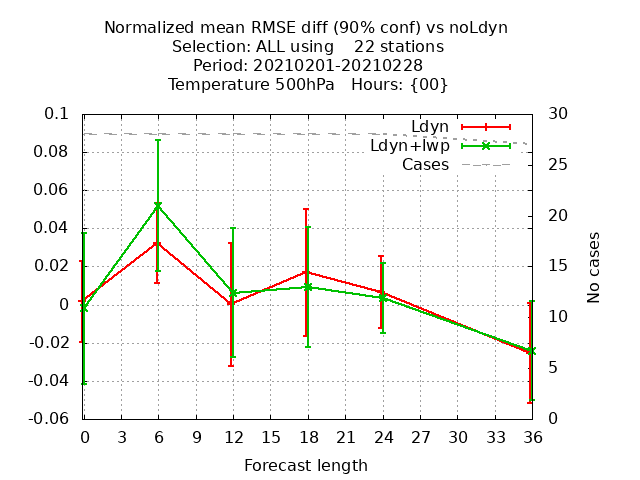 Normalized mean RMSE diff (90% conf) vs noLdyn
Selection: ALL using    22 stations
Period: 20210201-20210228
Temperature 500hPa   Hours: {00}
0.1
0.08
0.06
0.04
0.02
0
-0.02
-0.04
-0.06
Ldyn
Ldyn+lwp
Cases
30
25
20
15
10
5
0
No cases
0 3 6 9 12 15 18 21 24 27 30 33 36
Forecast length